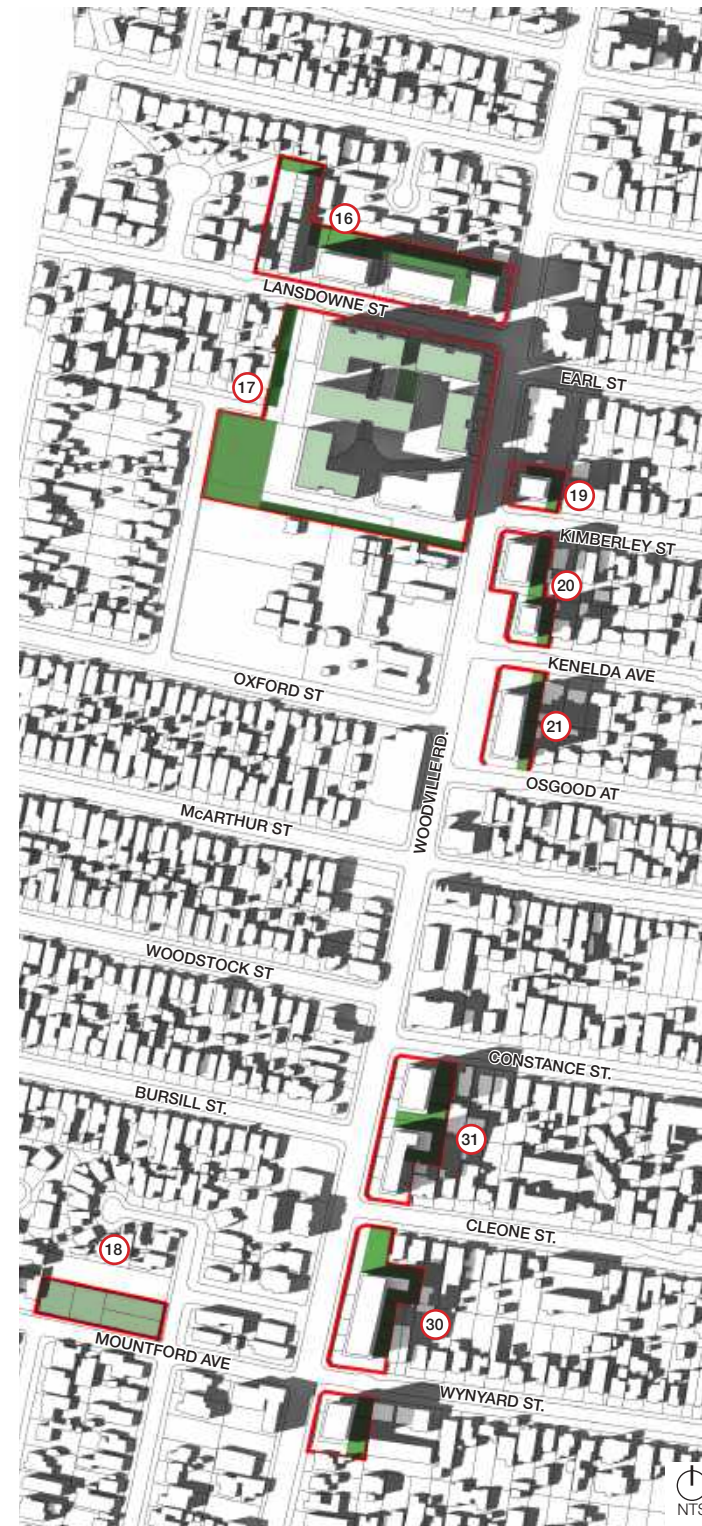 16
LANSDOWNE ST
17
EARL ST
19
KIMBERLEY ST
20
KENELDA AVE
OXFORD ST
21
WOODVILLE RD.
OSGOOD AT
McARTHUR ST
WOODSTOCK ST
CONSTANCE ST.
BURSILL ST.
31
CLEONE ST.
18
30
MOUNTFORD AVE
WYNYARD ST.
NTS